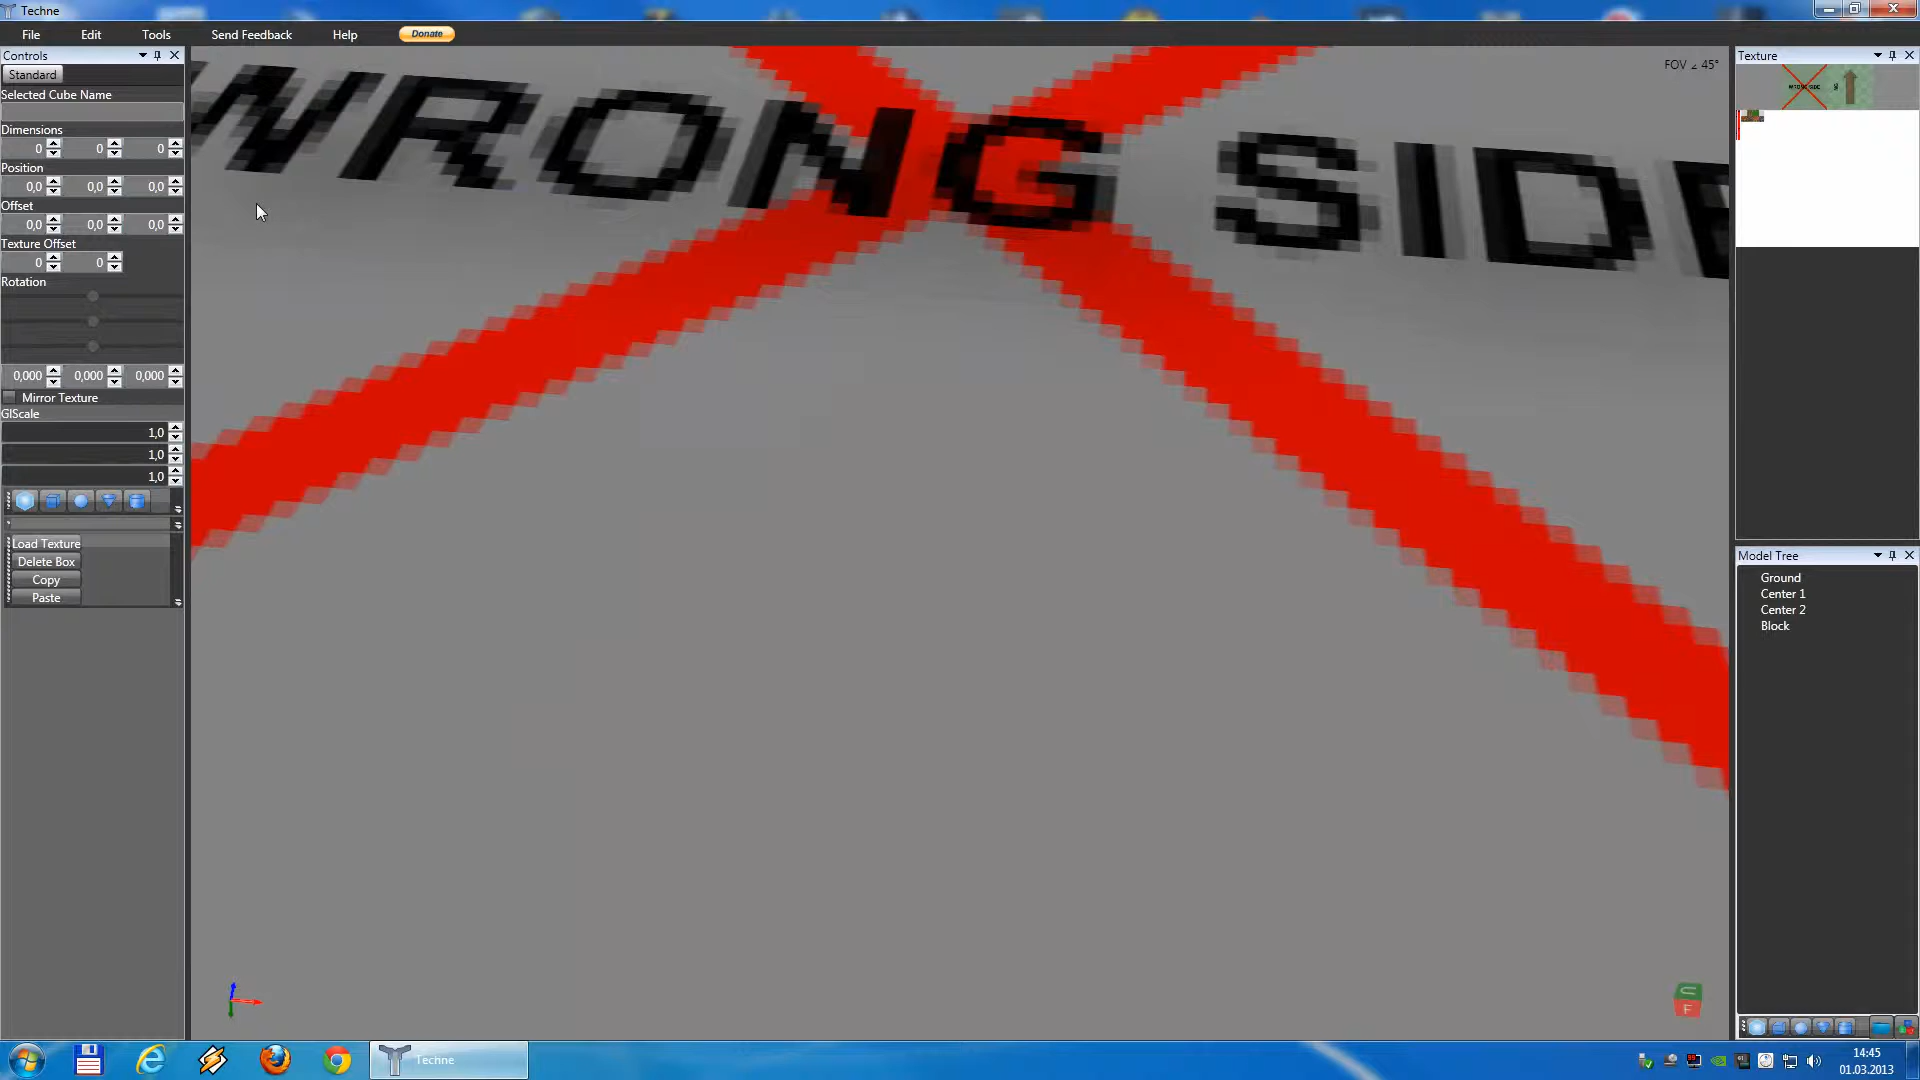 Techne
File Edit Tools Send Feedback Help Donate
Controls
Standard
Selected Cube Name
Dimensions
0 0 0
Position
0,0 0,0 0,0
Offset
0,0 0,0 0,0
Texture Offset
0 0
Rotation
0,000 0,000 0,000
Mirror Texture
GlScale
1,0
1,0
1,0
Load Texture
Delete Box
Copy
Paste
WRONG SIDE
FOV ∠ 45°
U
F
Texture
WRONG SIDE
Model Tree
Ground
Center 1
Center 2
Block
Techne
14:45
01.03.2013